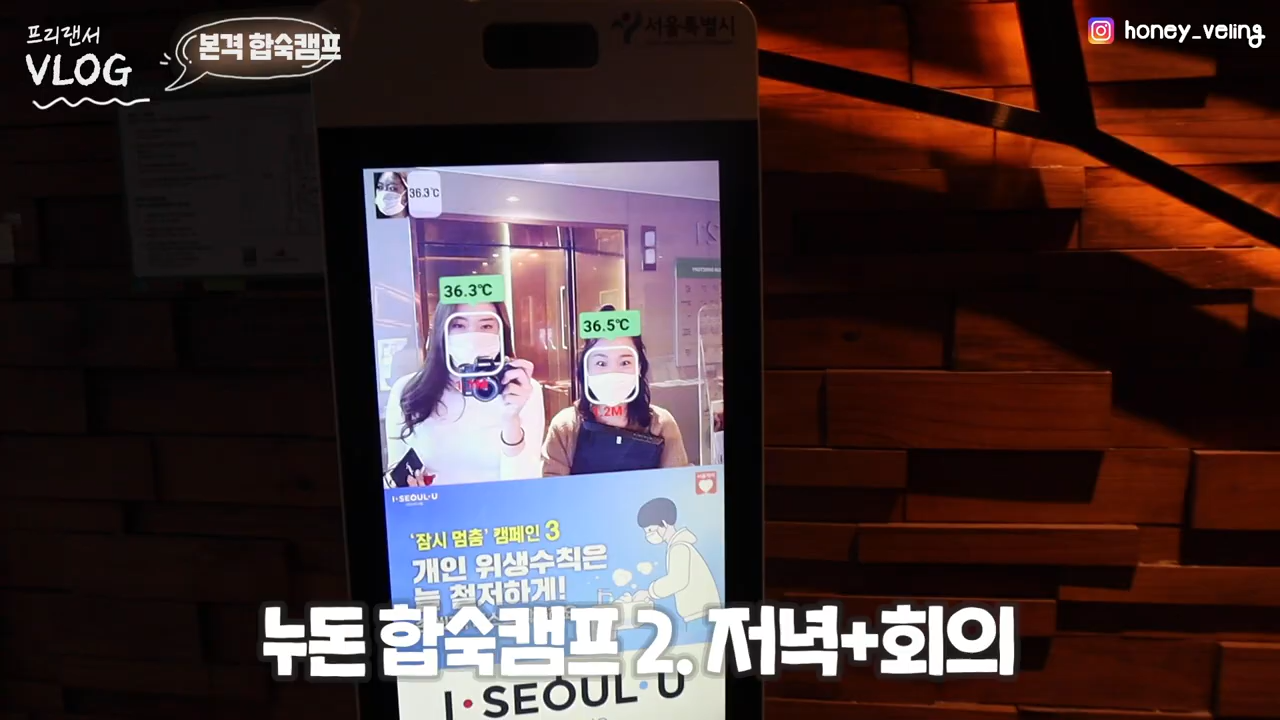 프리랜서
VLOG
본격 합숙캠프
서울특별시
honey_veling
36.3℃
36.3℃
36.5℃
I·SEOUL·U
'잠시 멈춤' 캠페인 3
개인 위생수칙은
늘 철저하게!
누돈 합숙캠프 2. 저녁+회의
I·SEOUL·U